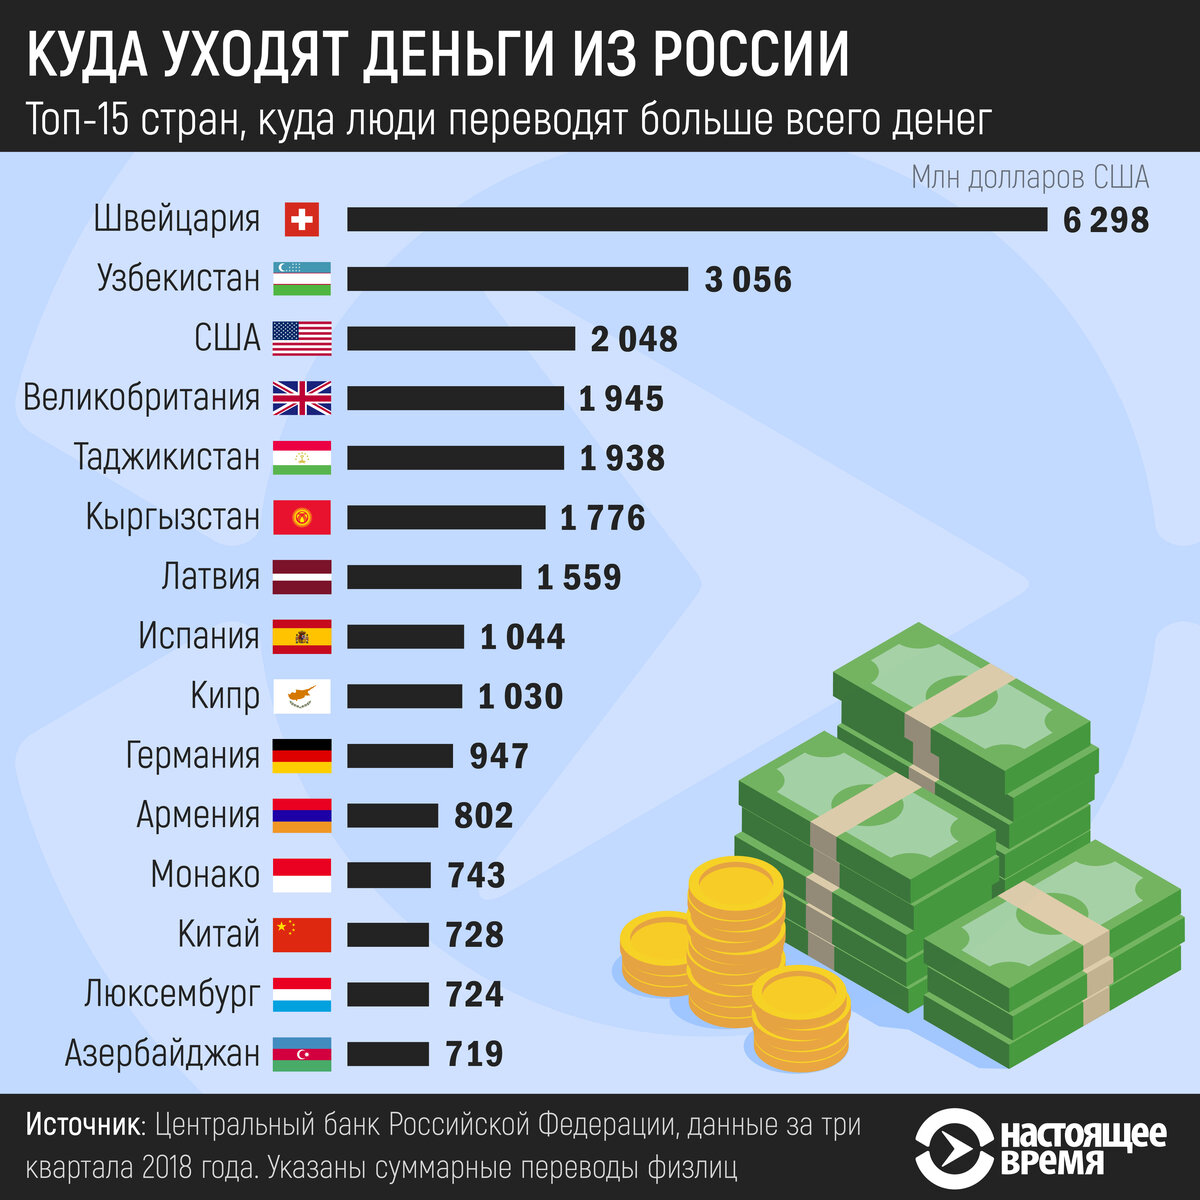 КУДА УХОДЯТ ДЕНЬГИ ИЗ РОССИИ
Топ-15 стран, куда люди переводят больше всего денег
Млн долларов США
Швейцария 6 298
Узбекистан 3 056
США 2 048
Великобритания 1 945
Таджикистан 1 938
Кыргызстан 1 776
Латвия 1 559
Испания 1 044
Кипр 1 030
Германия 947
Армения 802
Монако 743
Китай 728
Люксембург 724
Азербайджан 719
Источник: Центральный банк Российской Федерации, данные за три
квартала 2018 года. Указаны суммарные переводы физлиц
НАСТОЯЩЕЕ
ВРЕМЯ